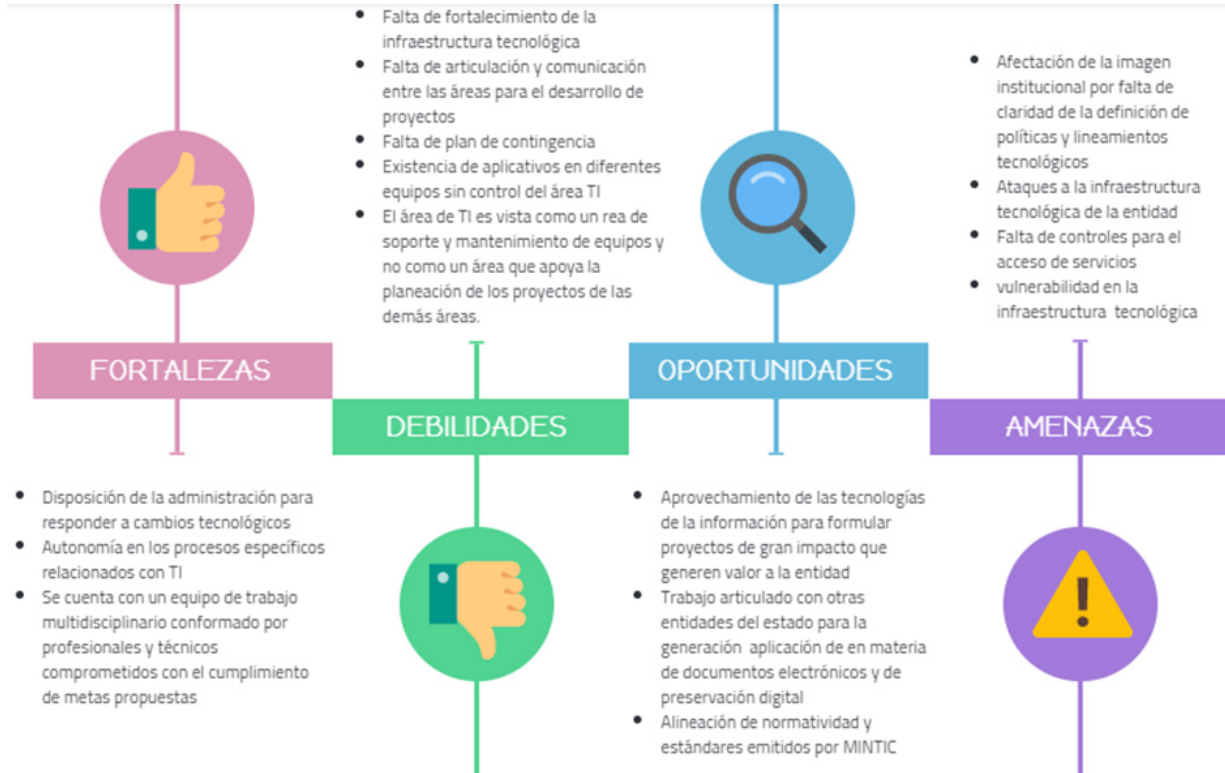 FORTALEZAS
• Disposición de la administración para
responder a cambios tecnológicos
• Autonomía en los procesos específicos
relacionados con TI
• Se cuenta con un equipo de trabajo
multidisciplinario conformado por
profesionales y técnicos
comprometidos con el cumplimiento
de metas propuestas
• Falta de fortalecimiento de la
infraestructura tecnológica
• Falta de articulación y comunicación
entre las áreas para el desarrollo de
proyectos
• Falta de plan de contingencia
• Existencia de aplicativos en diferentes
equipos sin control del área TI
• El área de TI es vista como un rea de
soporte y mantenimiento de equipos y
no como un área que apoya la
planeación de los proyectos de las
demás áreas.
DEBILIDADES
OPORTUNIDADES
• Aprovechamiento de las tecnologías
de la información para formular
proyectos de gran impacto que
generen valor a la entidad
• Trabajo articulado con otras
entidades del estado para la
generación aplicación de en materia
de documentos electrónicos y de
preservación digital
• Alineación de normatividad y
estándares emitidos por MINTIC
• Afectación de la imagen
institucional por falta de
claridad de la definición de
políticas y lineamientos
tecnológicos
• Ataques a la infraestructura
tecnológica de la entidad
• Falta de controles para el
acceso de servicios
• vulnerabilidad en la
infraestructura tecnológica
AMENAZAS